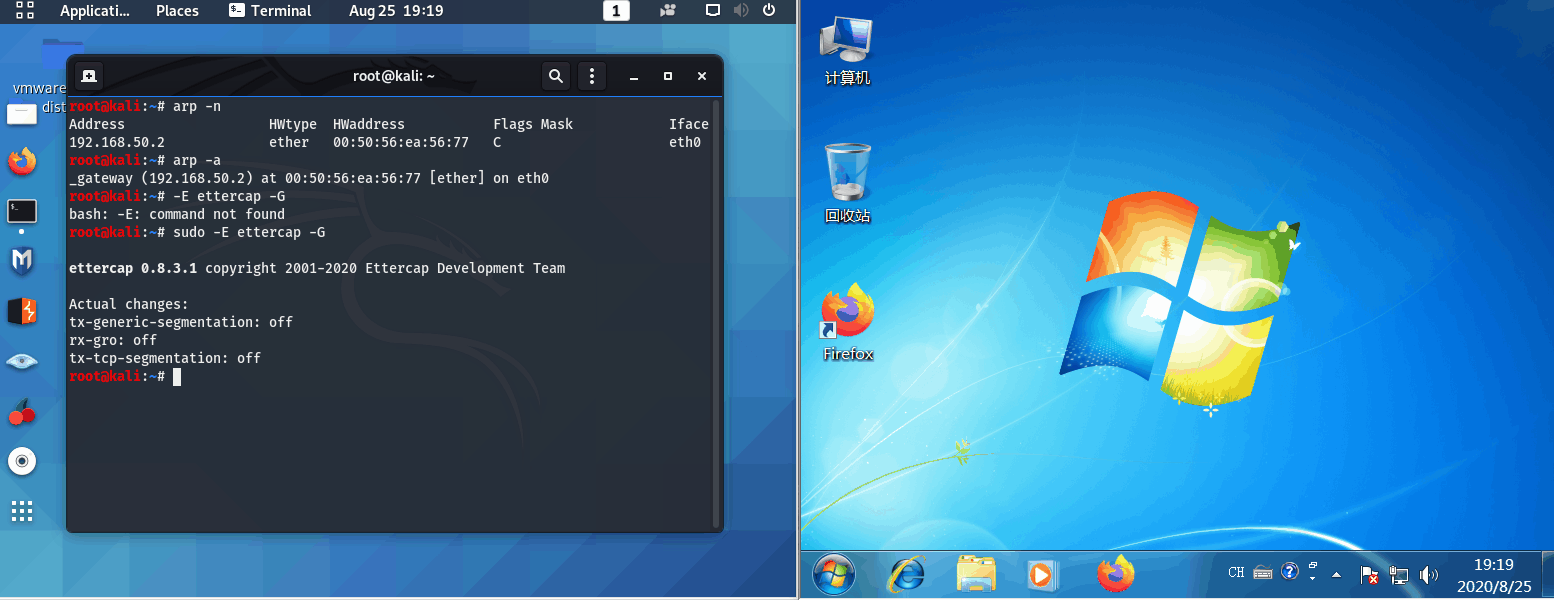 Applicati... Places Terminal Aug 25 19:19 1
vmware
dist
root@kali: ~
root@kali:~# arp -n
Address HWtype HWaddress Flags Mask Iface
192.168.50.2 ether 00:50:56:ea:56:77 C eth0
root@kali:~# arp -a
_gateway (192.168.50.2) at 00:50:56:ea:56:77 [ether] on eth0
root@kali:~# -E ettercap -G
bash: -E: command not found
root@kali:~# sudo -E ettercap -G
ettercap 0.8.3.1 copyright 2001-2020 Ettercap Development Team
Actual changes:
tx-generic-segmentation: off
rx-gro: off
tx-tcp-segmentation: off
root@kali:~#
计算机
回收站
Firefox
CH
19:19
2020/8/25